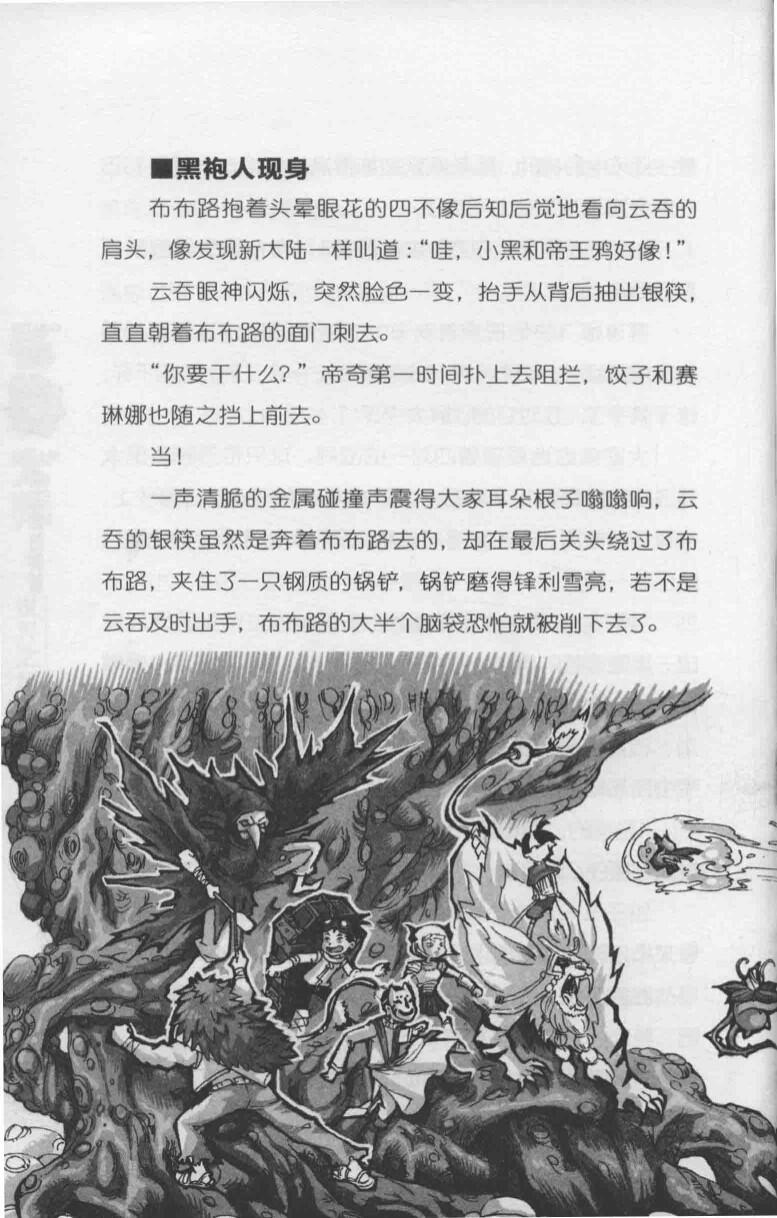 ■黑袍人现身
布布路抱着头晕眼花的四不像后知后觉地看向云吞的
肩头，像发现新大陆一样叫道：“哇，小黑和帝王鸦好像！”
云吞眼神闪烁，突然脸色一变，抬手从背后抽出银筷，
直直朝着布布路的面门刺去。
“你要干什么？”帝奇第一时间扑上去阻拦，饺子和赛
琳娜也随之挡上前去。
当！
一声清脆的金属碰撞声震得大家耳朵根子嗡嗡响，云
吞的银筷虽然是奔着布布路去的，却在最后关头绕过了布
布路，夹住了一只钢质的锅铲，锅铲磨得锋利雪亮，若不是
云吞及时出手，布布路的大半个脑袋恐怕就被削下去了。